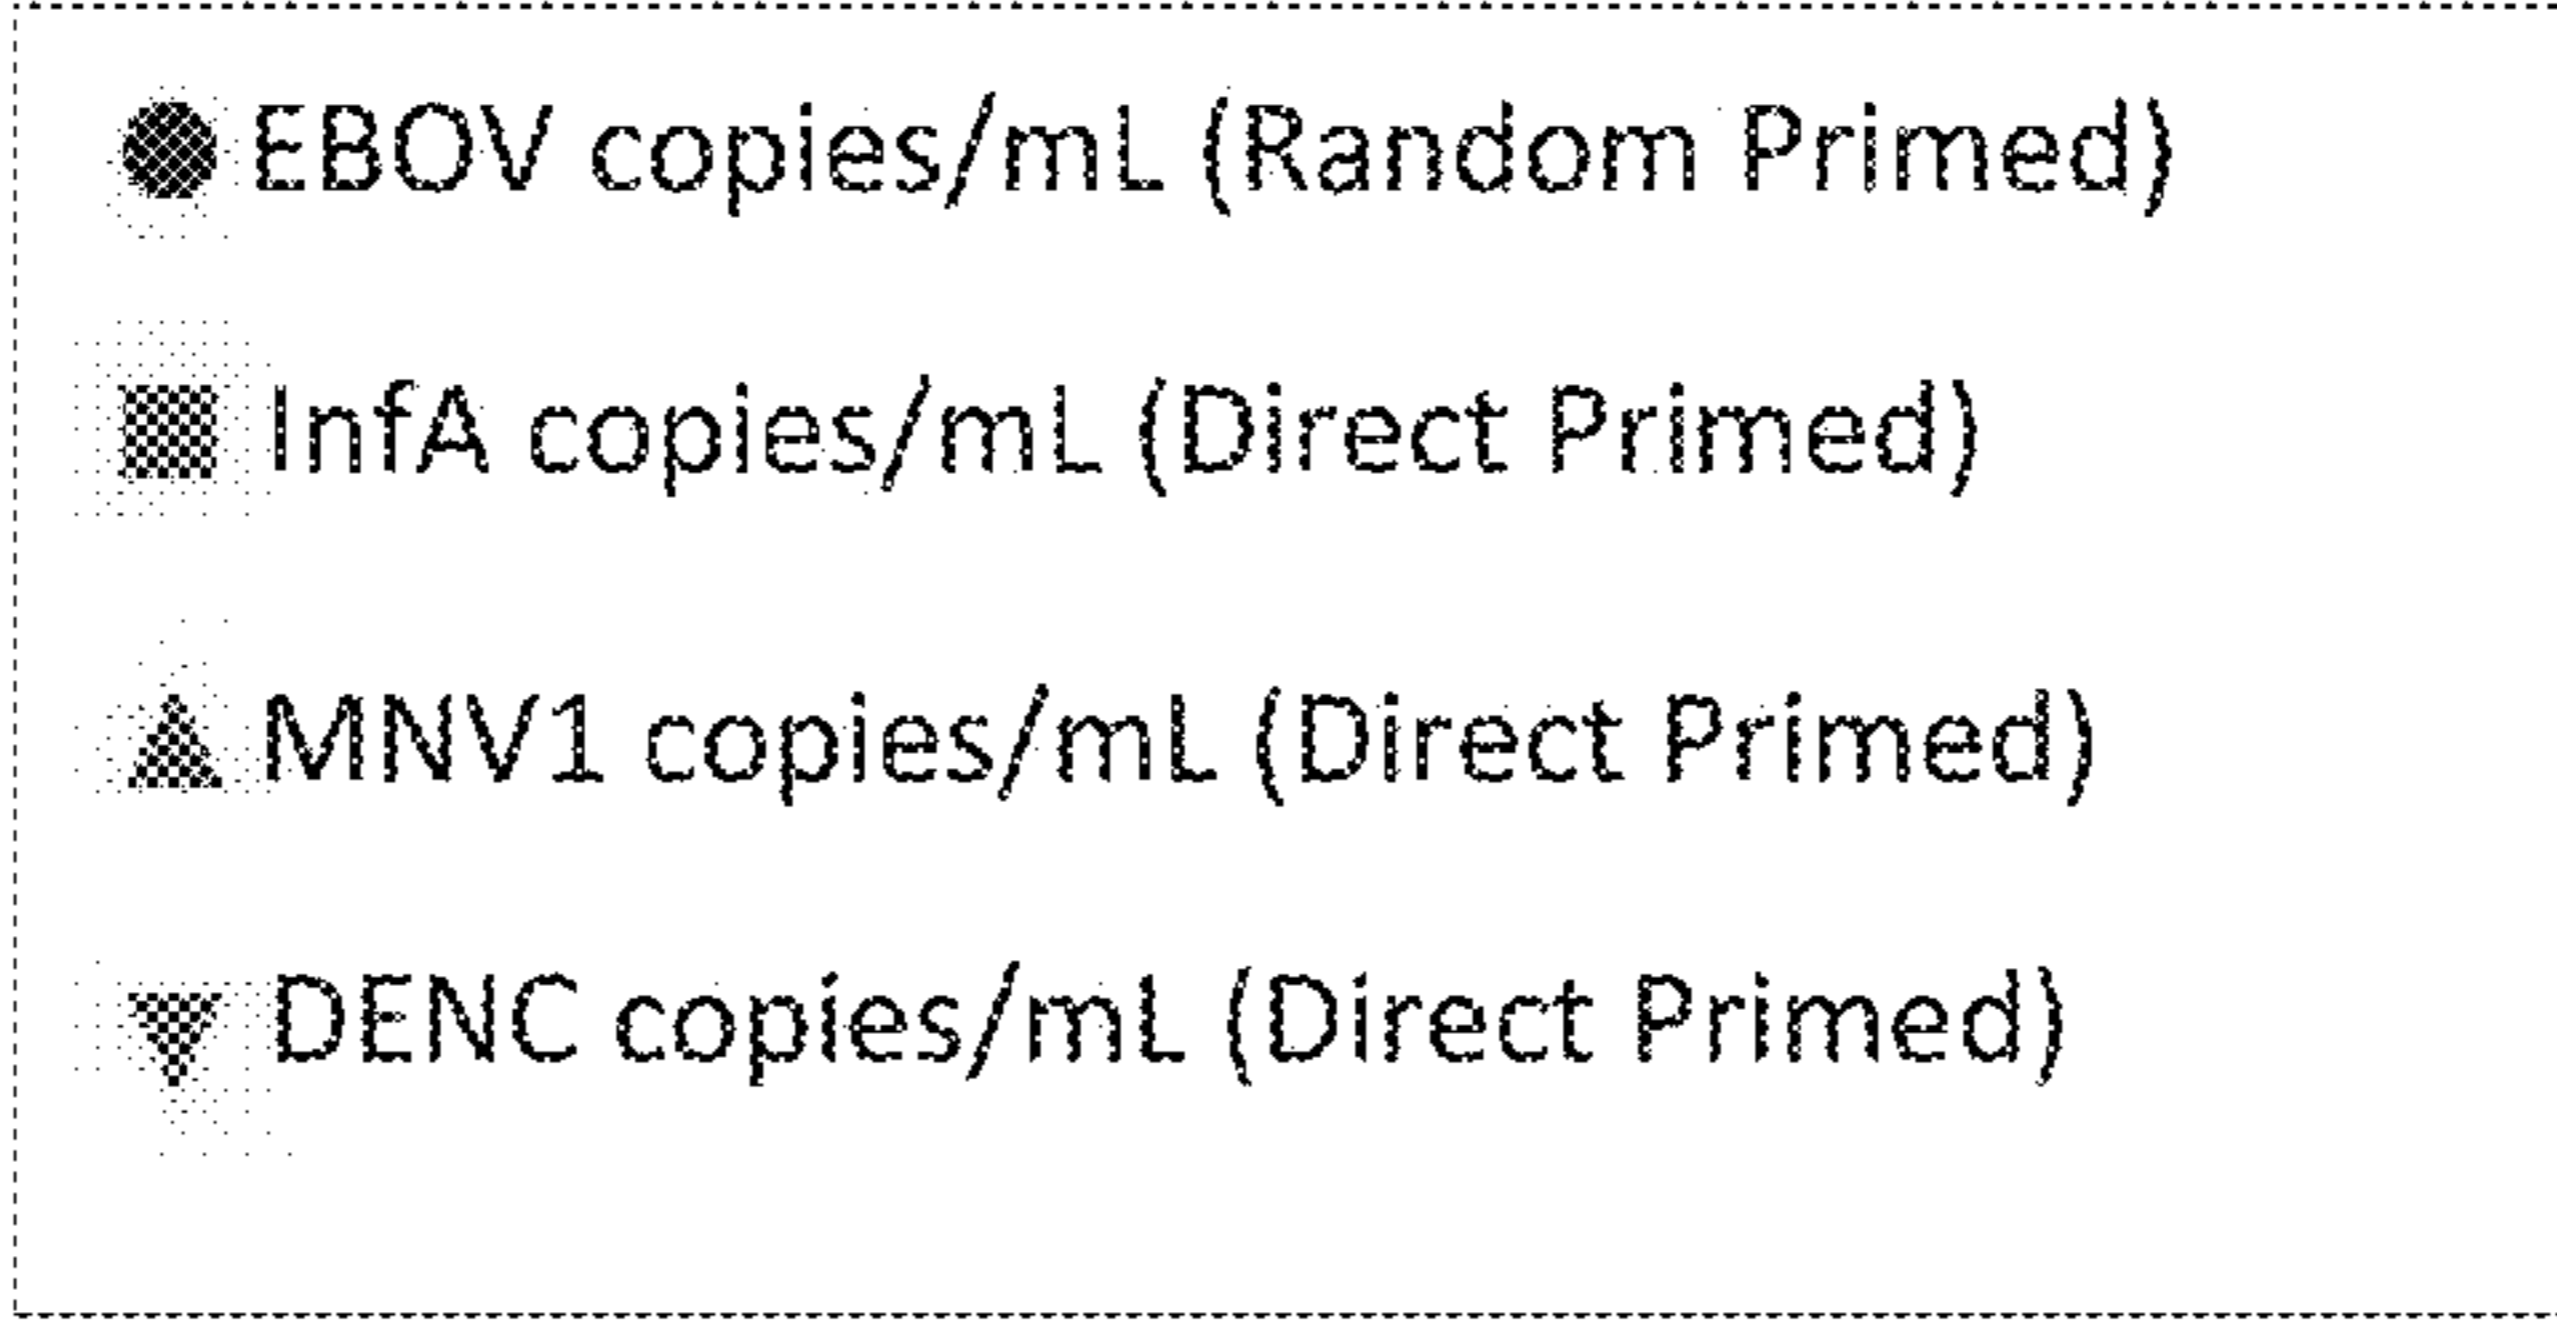 EBOV copies/mL (Random Primed)
InfA copies/mL (Direct Primed)
MNV1 copies/mL (Direct Primed)
DENC copies/mL (Direct Primed)